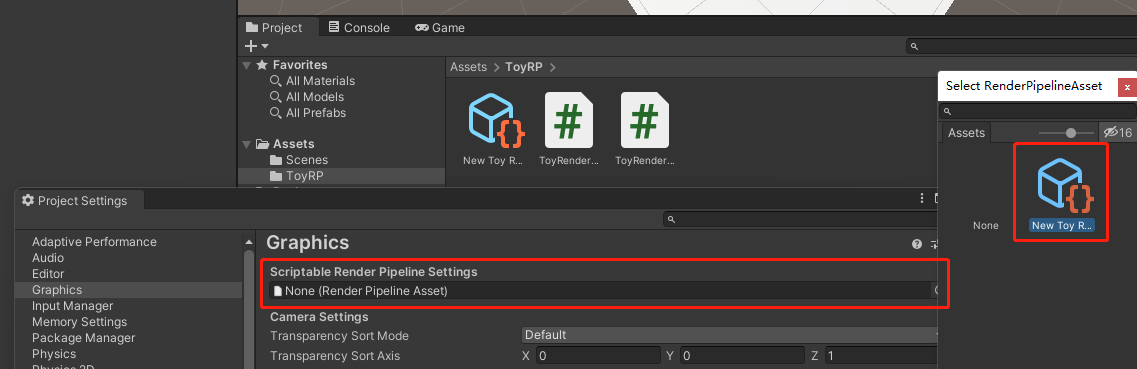 Project
Console
Game
Favorites
All Materials
All Models
All Prefabs
Assets
Scenes
ToyRP
Assets > ToyRP
New Toy R...
ToyRender...
ToyRender...
Select RenderPipelineAsset
x
Assets
16
None
New Toy R...
Project Settings
Adaptive Performance
Audio
Editor
Graphics
Input Manager
Memory Settings
Package Manager
Physics
Graphics
Scriptable Render Pipeline Settings
None (Render Pipeline Asset)
Camera Settings
Transparency Sort Mode
Default
Transparency Sort Axis
X 0 Y 0 Z 1